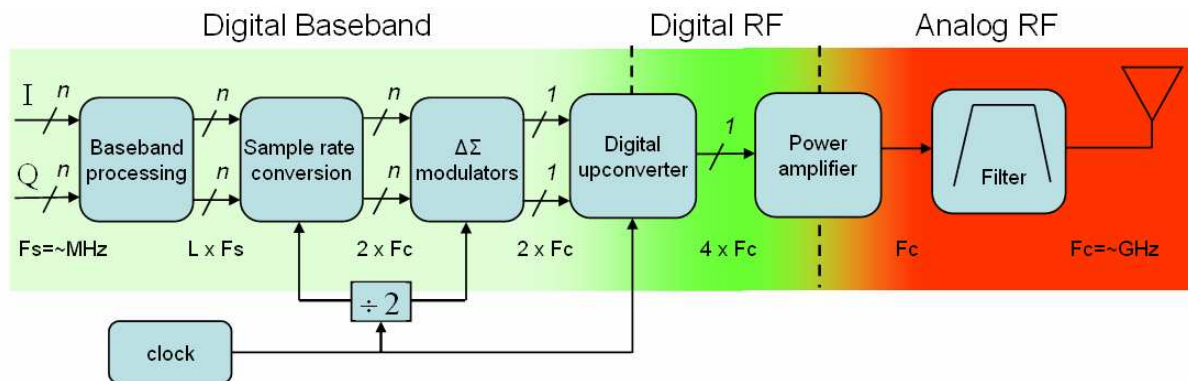 Digital Baseband
Digital RF
Analog RF
I
n
n
n
1
Q
n
n
n
1
1
Baseband
processing
Sample rate
conversion
ΔΣ
modulators
Digital
upconverter
Power
amplifier
Filter
Fs=~MHz
L x Fs
2 x Fc
2 x Fc
4 x Fc
Fc
Fc=~GHz
÷ 2
clock